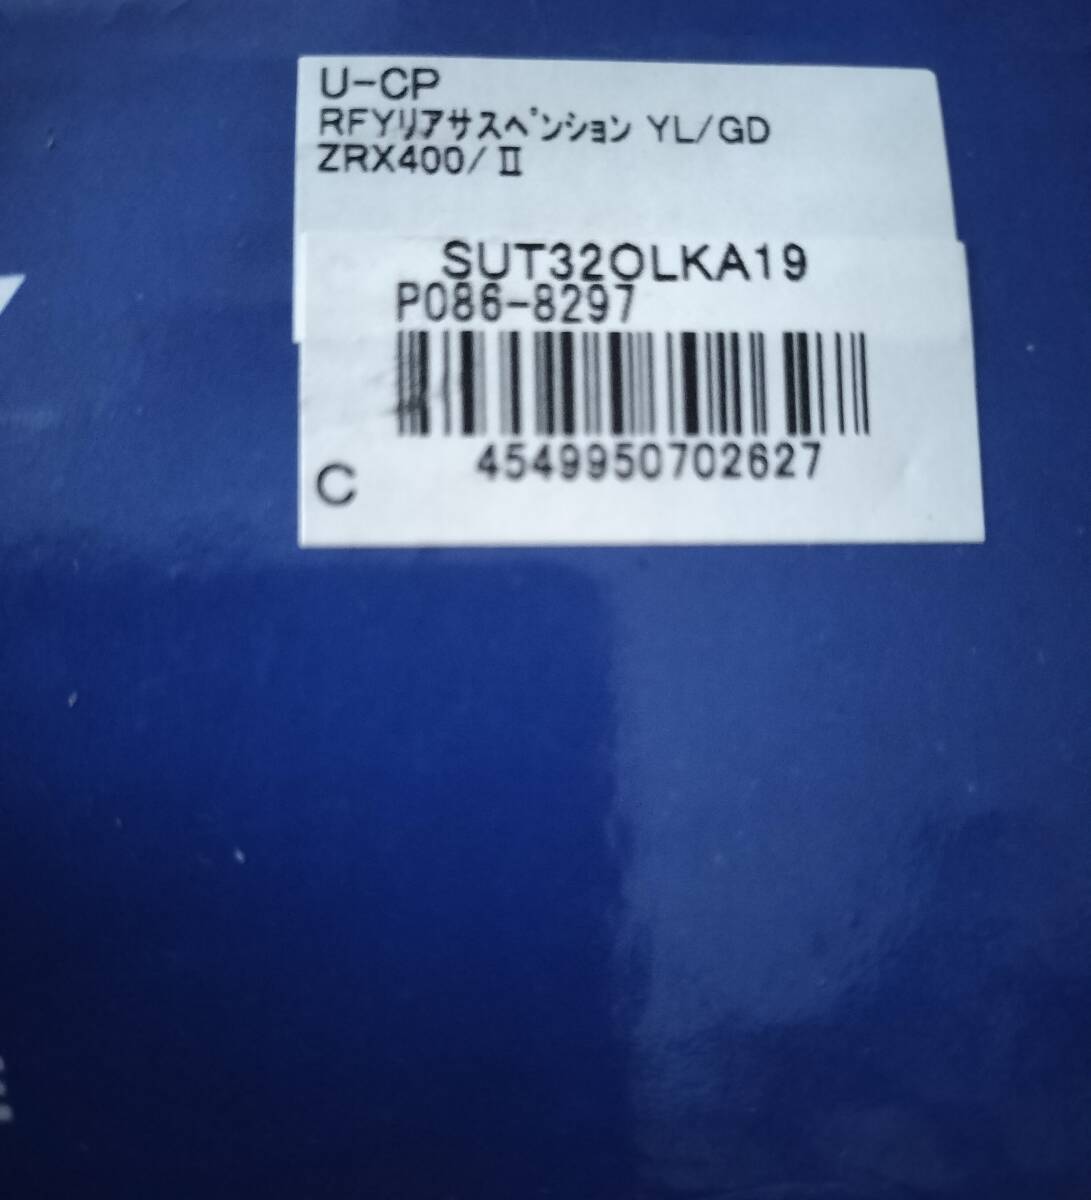 U-CP
RFYリアサスペンション YL/GD
ZRX400/Ⅱ
SUT32OLKA19
P086-8297
4549950702627
C